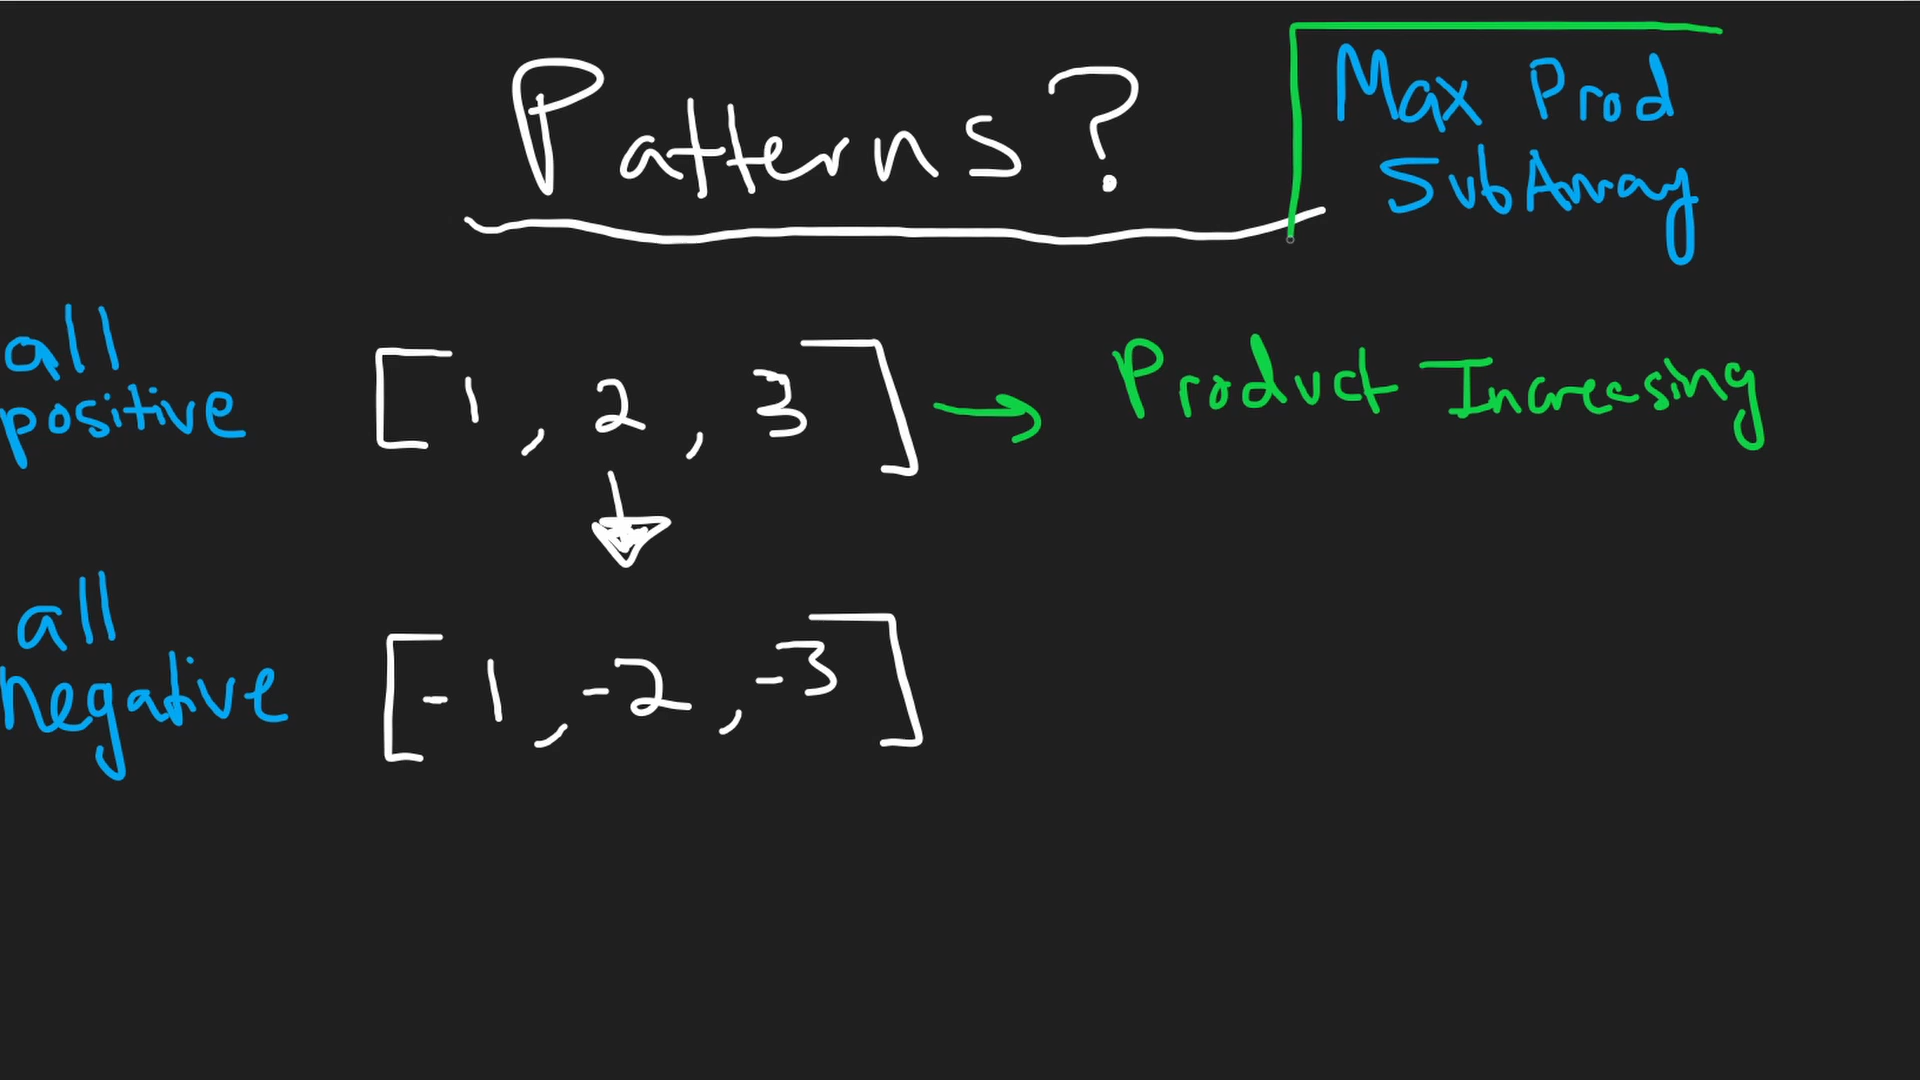 Patterns?
Max Prod
SubArray
all
positive
[1, 2, 3] → Product Increasing
all
negative
[-1, -2, -3]